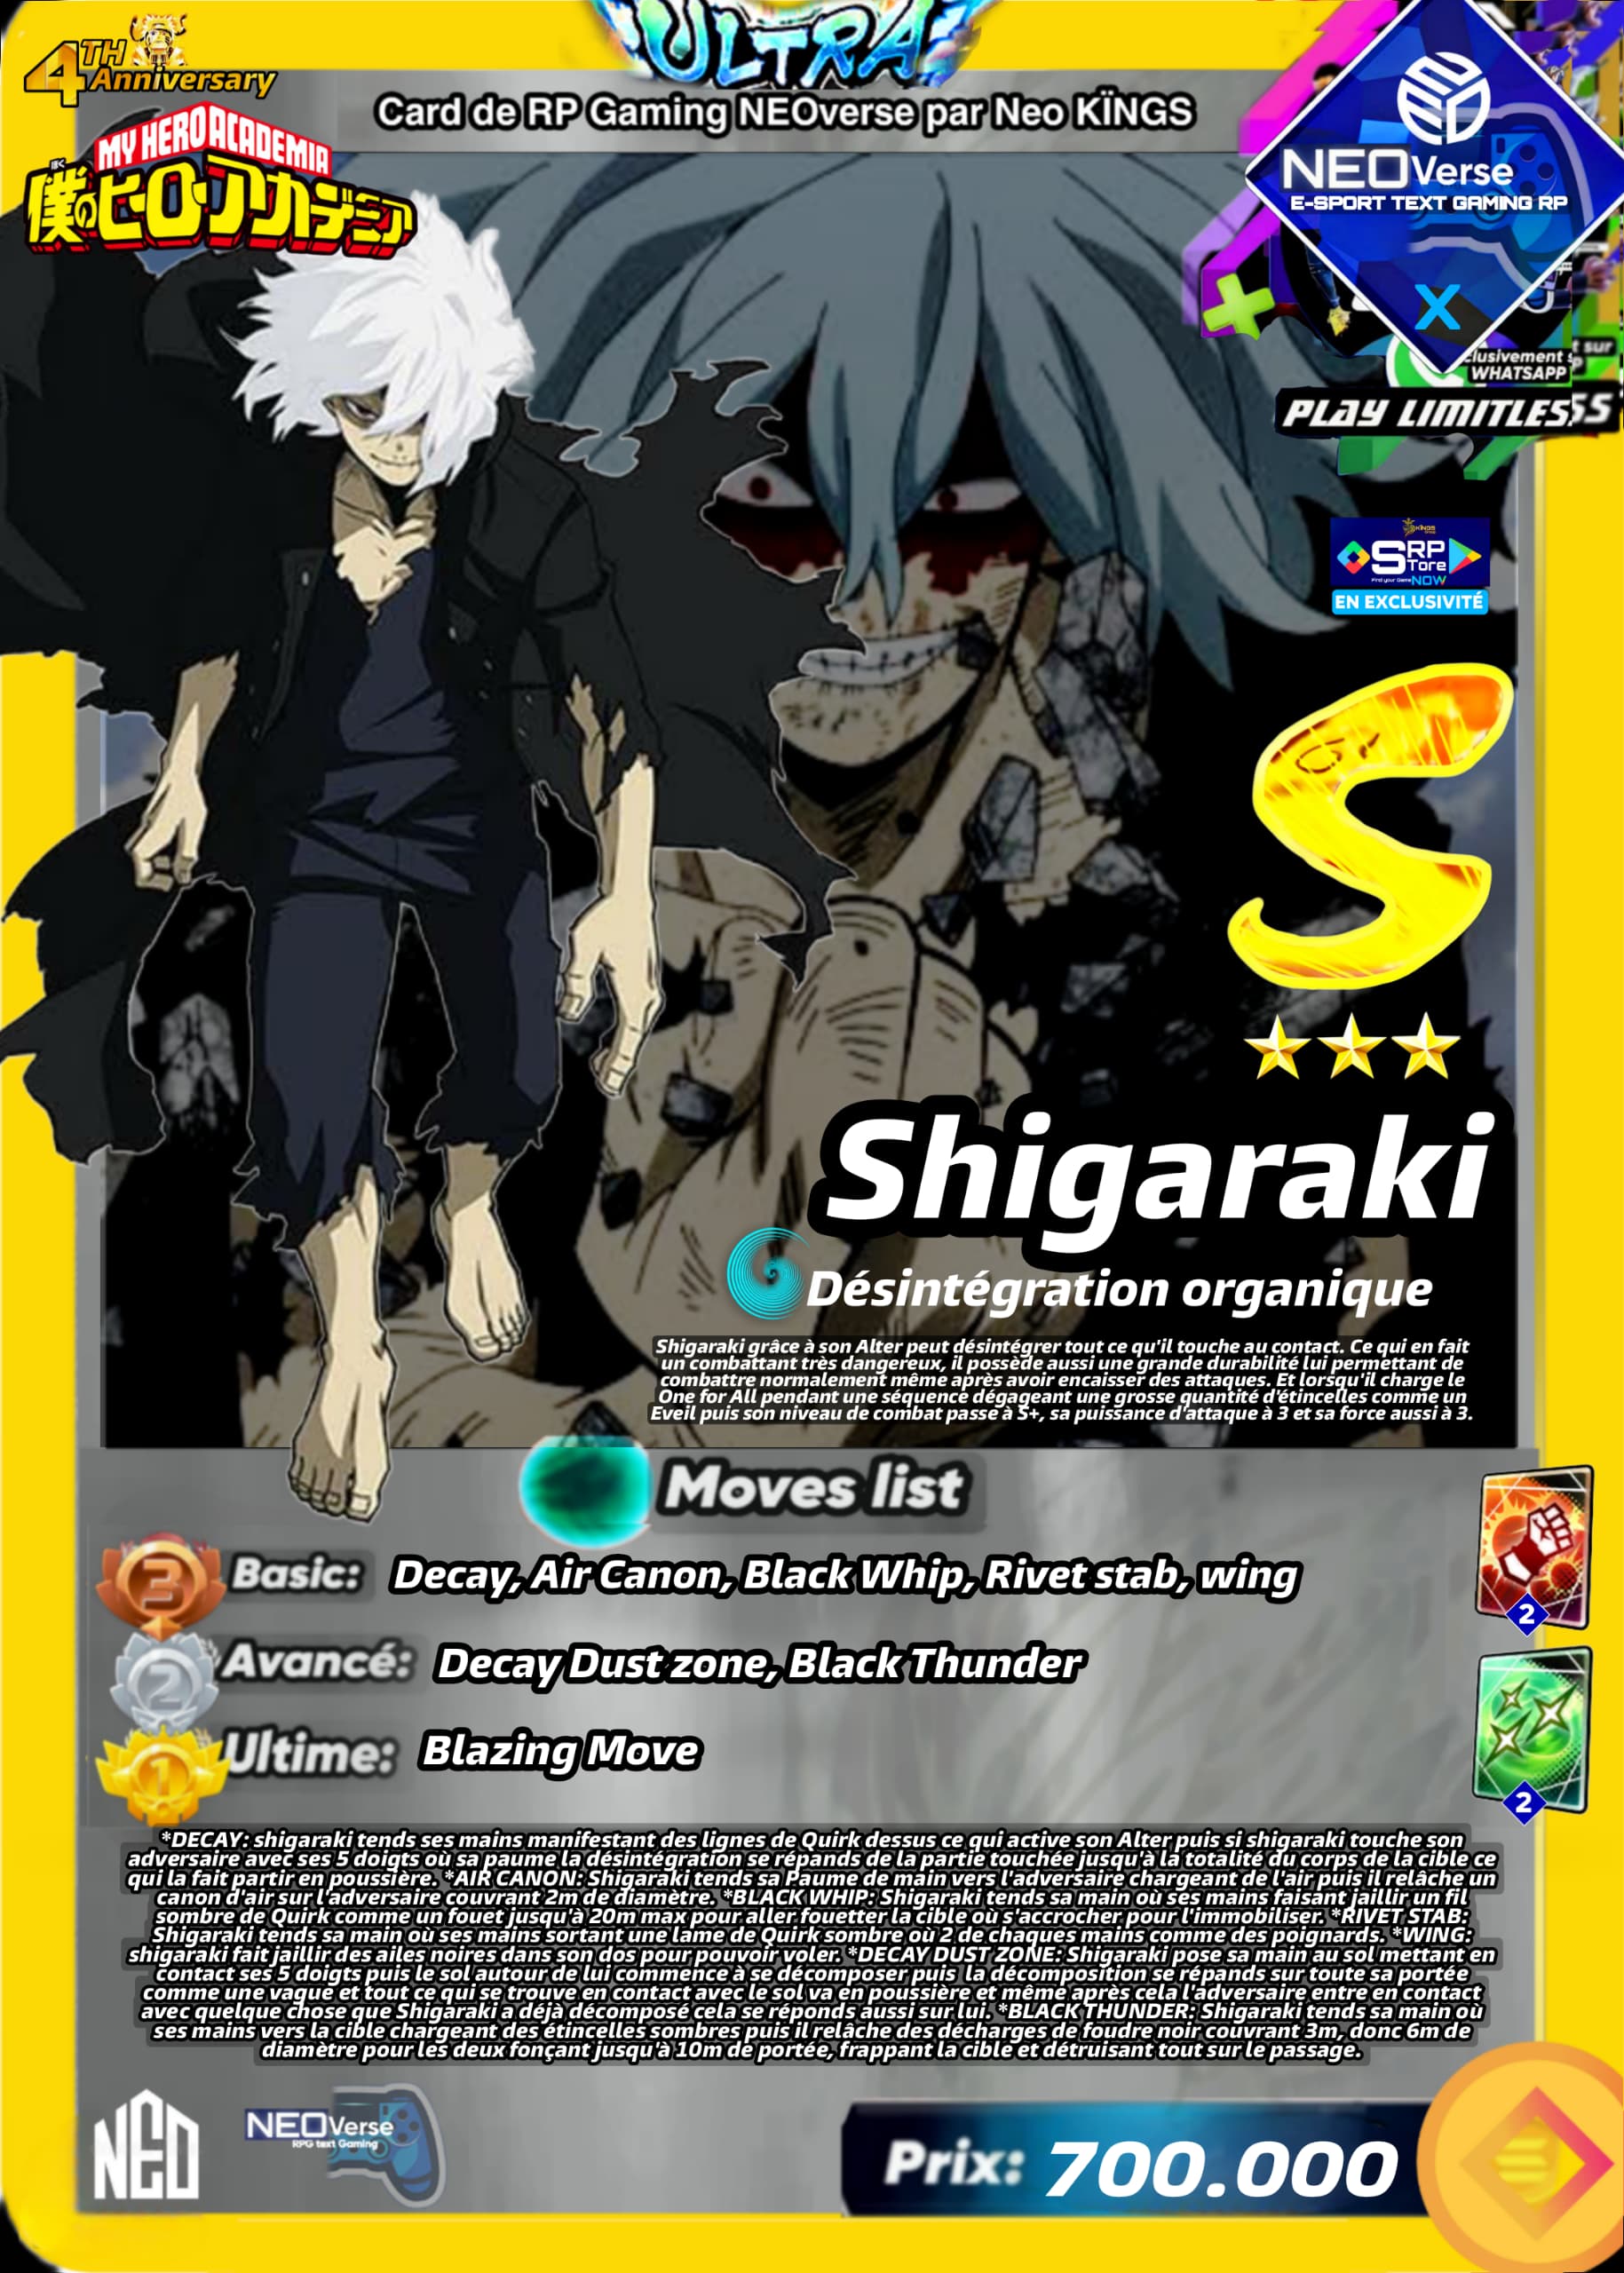 ULTRA
4TH
Anniversary
Card de RP Gaming NEOverse par Neo KÏNGS
MY HERO ACADEMIA
僕のヒーローアカデミア
ぼく
NEOVerse
E-SPORT TEXT GAMING RP
X
lusivement
WHATSAPP
t sur
PLAY LIMITLESS
SRP
Tore
Find your Game NOW
EN EXCLUSIVITÉ
S
Shigaraki
Désintégration organique
Shigaraki grâce à son Alter peut désintégrer tout ce qu'il touche au contact. Ce qui en fait
un combattant très dangereux, il possède aussi une grande durabilité lui permettant de
combattre normalement même après avoir encaisser des attaques. Et lorsqu'il charge le
One for All pendant une séquence dégageant une grosse quantité d'étincelles comme un
Eveil puis son niveau de combat passe à S+, sa puissance d'attaque à 3 et sa force aussi à 3.
Moves list
3 Basic: Decay, Air Canon, Black Whip, Rivet stab, wing
2
2 Avancé: Decay Dust zone, Black Thunder
1 Ultime: Blazing Move
2
*DECAY: shigaraki tends ses mains manifestant des lignes de Quirk dessus ce qui active son Alter puis si shigaraki touche son
adversaire avec ses 5 doigts où sa paume la désintégration se répands de la partie touchée jusqu'à la totalité du corps de la cible ce
qui la fait partir en poussière. *AIR CANON: Shigaraki tends sa Paume de main vers l'adversaire chargeant de l'air puis il relâche un
canon d'air sur l'adversaire couvrant 2m de diamètre. *BLACK WHIP: Shigaraki tends sa main où ses mains faisant jaillir un fil
sombre de Quirk comme un fouet jusqu'à 20m max pour aller fouetter la cible où s'accrocher pour l'immobiliser. *RIVET STAB:
Shigaraki tends sa main où ses mains sortant une lame de Quirk sombre où 2 de chaques mains comme des poignards. *WING:
shigaraki fait jaillir des ailes noires dans son dos pour pouvoir voler. *DECAY DUST ZONE: Shigaraki pose sa main au sol mettant en
contact ses 5 doigts puis le sol autour de lui commence à se décomposer puis la décomposition se répands sur toute sa portée
comme une vague et tout ce qui se trouve en contact avec le sol va en poussière et même après cela l'adversaire entre en contact
avec quelque chose que Shigaraki a déjà décomposé cela se réponds aussi sur lui. *BLACK THUNDER: Shigaraki tends sa main où
ses mains vers la cible chargeant des étincelles sombres puis il relâche des décharges de foudre noir couvrant 3m, donc 6m de
diamètre pour les deux fonçant jusqu'à 10m de portée, frappant la cible et détruisant tout sur le passage.
NEO
NEOVerse
RPG text Gaming
Prix: 700.000